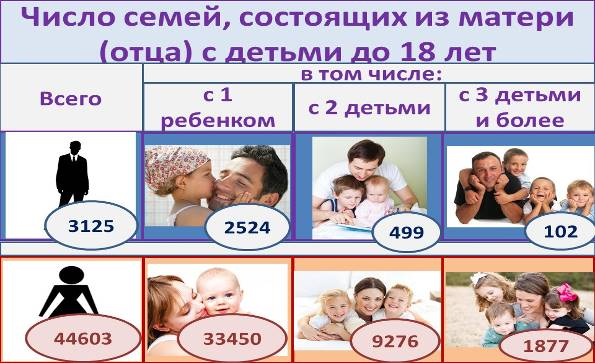 Число семей, состоящих из матери
(отца) с детьми до 18 лет
Всего
в том числе:
с 1
ребенком
с 2 детьми
с 3 детьми
и более
3125
2524
499
102
44603
33450
9276
1877